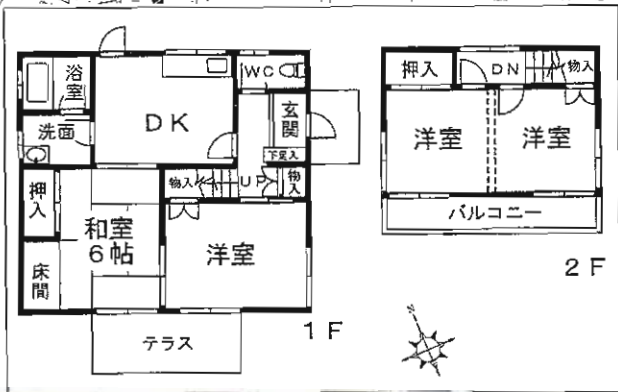 浴室
洗面
DK
WC
玄関
下足入
物入
UP
物入
押入
和室
6帖
床間
洋室
テラス
1F
押入
DN
物入
洋室
洋室
バルコニー
2F
N